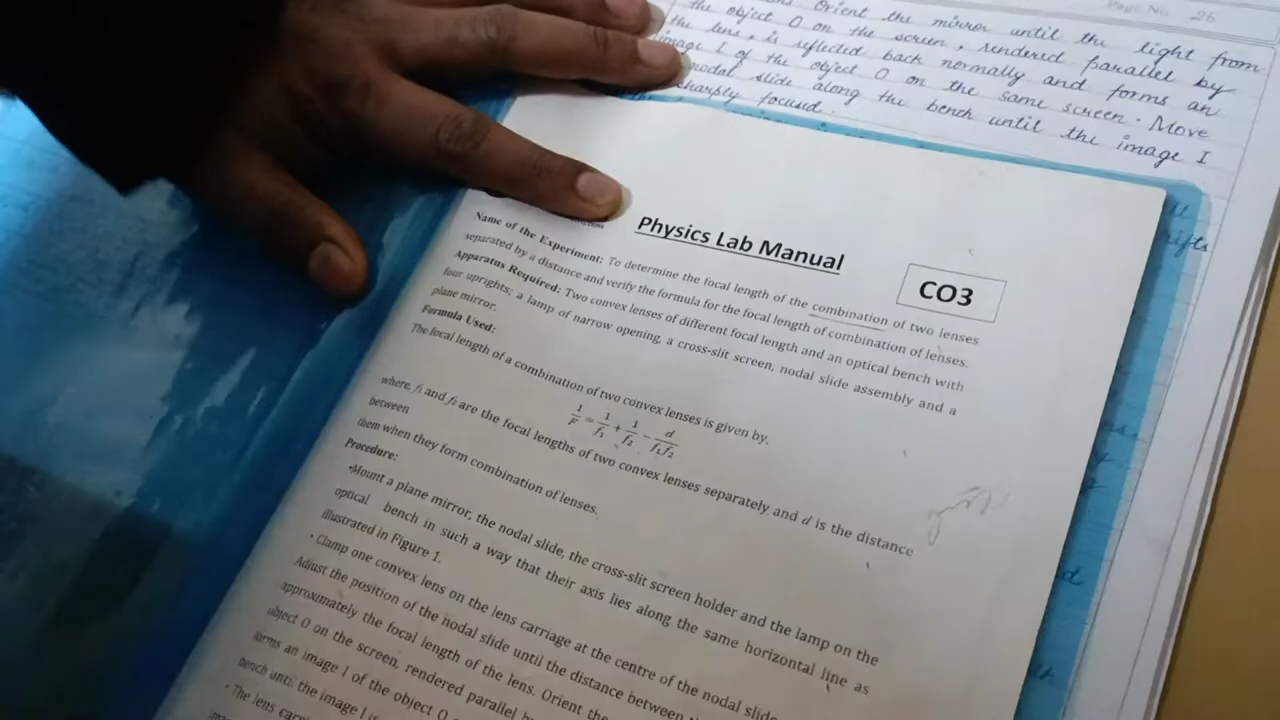 Page No. 26
Orient the mirror until the light from
the object O on the screen, rendered parallel by
the lens, is reflected back normally and forms an
image I of the object O on the same screen. Move
nodal slide along the bench until the image I
sharply focused.
Physics Lab Manual
CO3
Name of the Experiment: To determine the focal length of the combination of two lenses
separated by a distance and verify the formula for the focal length of combination of lenses.
Apparatus Required: Two convex lenses of different focal length and an optical bench with
four uprights; a lamp of narrow opening, a cross-slit screen, nodal slide assembly and a
plane mirror.
Formula Used:
The focal length of a combination of two convex lenses is given by,
1/F = 1/f₁ + 1/f₂ - d/f₁f₂
where, f₁ and f₂ are the focal lengths of two convex lenses separately and d is the distance
between
them when they form combination of lenses.
Procedure:
•Mount a plane mirror, the nodal slide, the cross-slit screen holder and the lamp on the
optical bench in such a way that their axis lies along the same horizontal line as
illustrated in Figure 1.
• Clamp one convex lens on the lens carriage at the centre of the nodal slide
Adjust the position of the nodal slide until the distance between
approximately the focal length of the lens. Orient the
object O on the screen, rendered parallel
forms an image I of the object O
bench until the image I is
• The lens